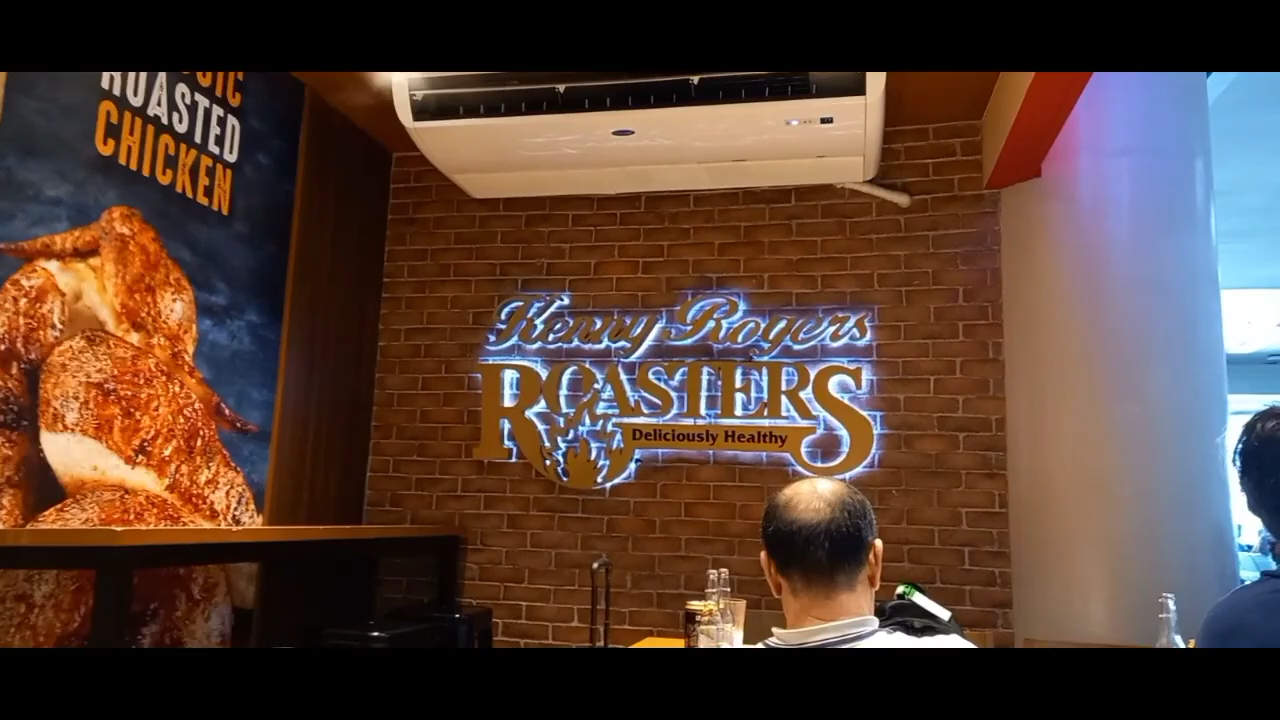 ROASTED
CHICKEN
Kenny Rogers
ROASTERS
Deliciously Healthy